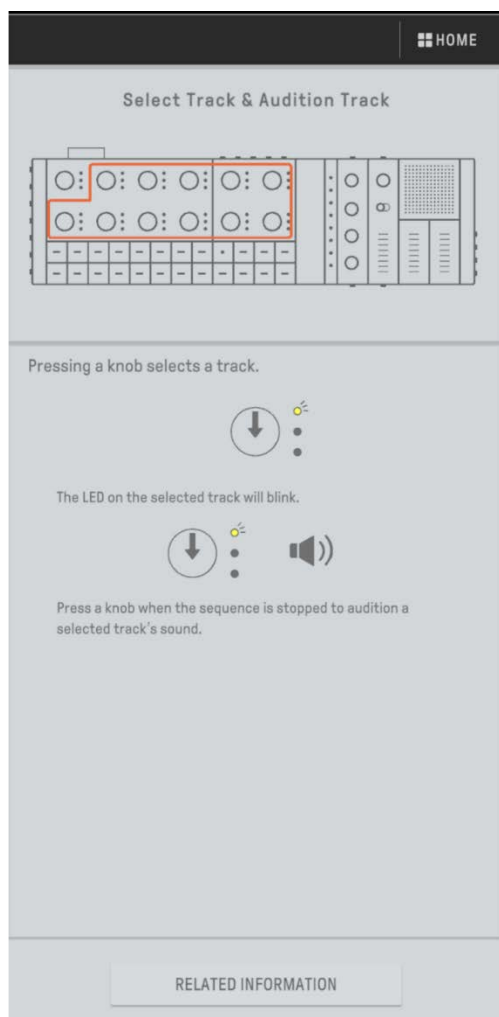 HOME
Select Track & Audition Track
Pressing a knob selects a track.
The LED on the selected track will blink.
Press a knob when the sequence is stopped to audition a
selected track's sound.
RELATED INFORMATION